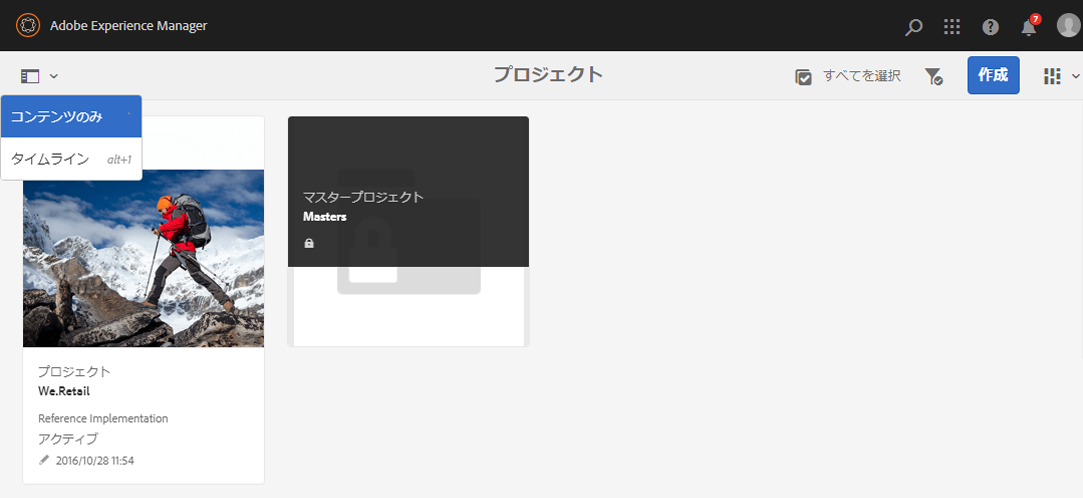 Adobe Experience Manager
7
プロジェクト
すべてを選択
作成
コンテンツのみ
タイムライン alt+1
マスタープロジェクト
Masters
プロジェクト
We.Retail
Reference Implementation
アクティブ
2016/10/28 11:54